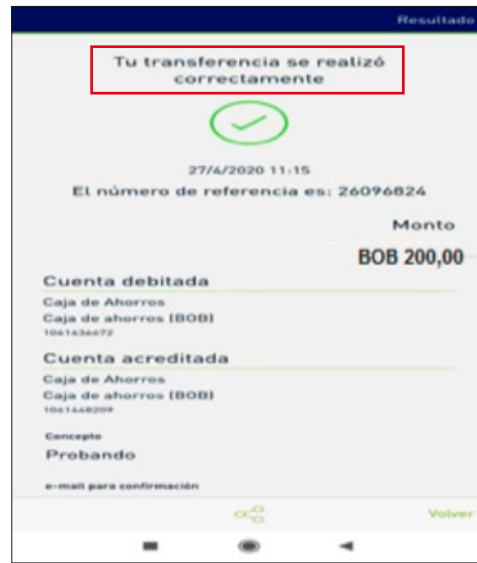 Resultado
Tu transferencia se realizó
correctamente
27/4/2020 11:15
El número de referencia es: 26096824
Monto
BOB 200,00
Cuenta debitada
Caja de Ahorros
Caja de ahorros (BOB)
1061436672
Cuenta acreditada
Caja de Ahorros
Caja de ahorros (BOB)
1061448209
Concepto
Probando
e-mail para confirmación
Volver